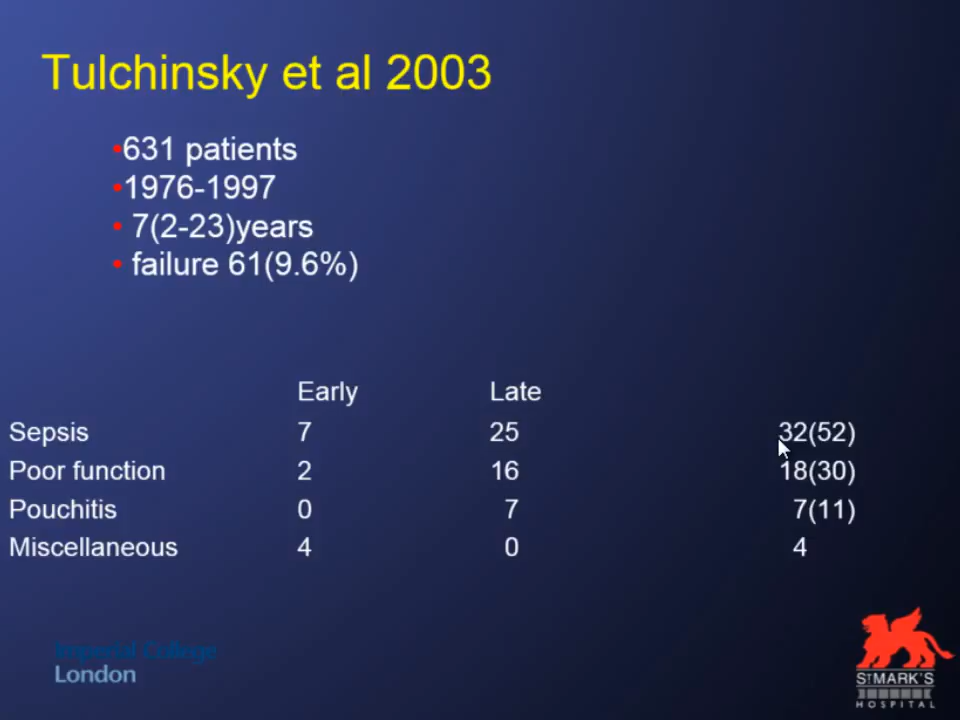 Tulchinsky et al 2003
•631 patients
•1976-1997
• 7(2-23)years
• failure 61(9.6%)
Early Late
Sepsis 7 25 32(52)
Poor function 2 16 18(30)
Pouchitis 0 7 7(11)
Miscellaneous 4 0 4
Imperial College
London
ST MARK'S
HOSPITAL